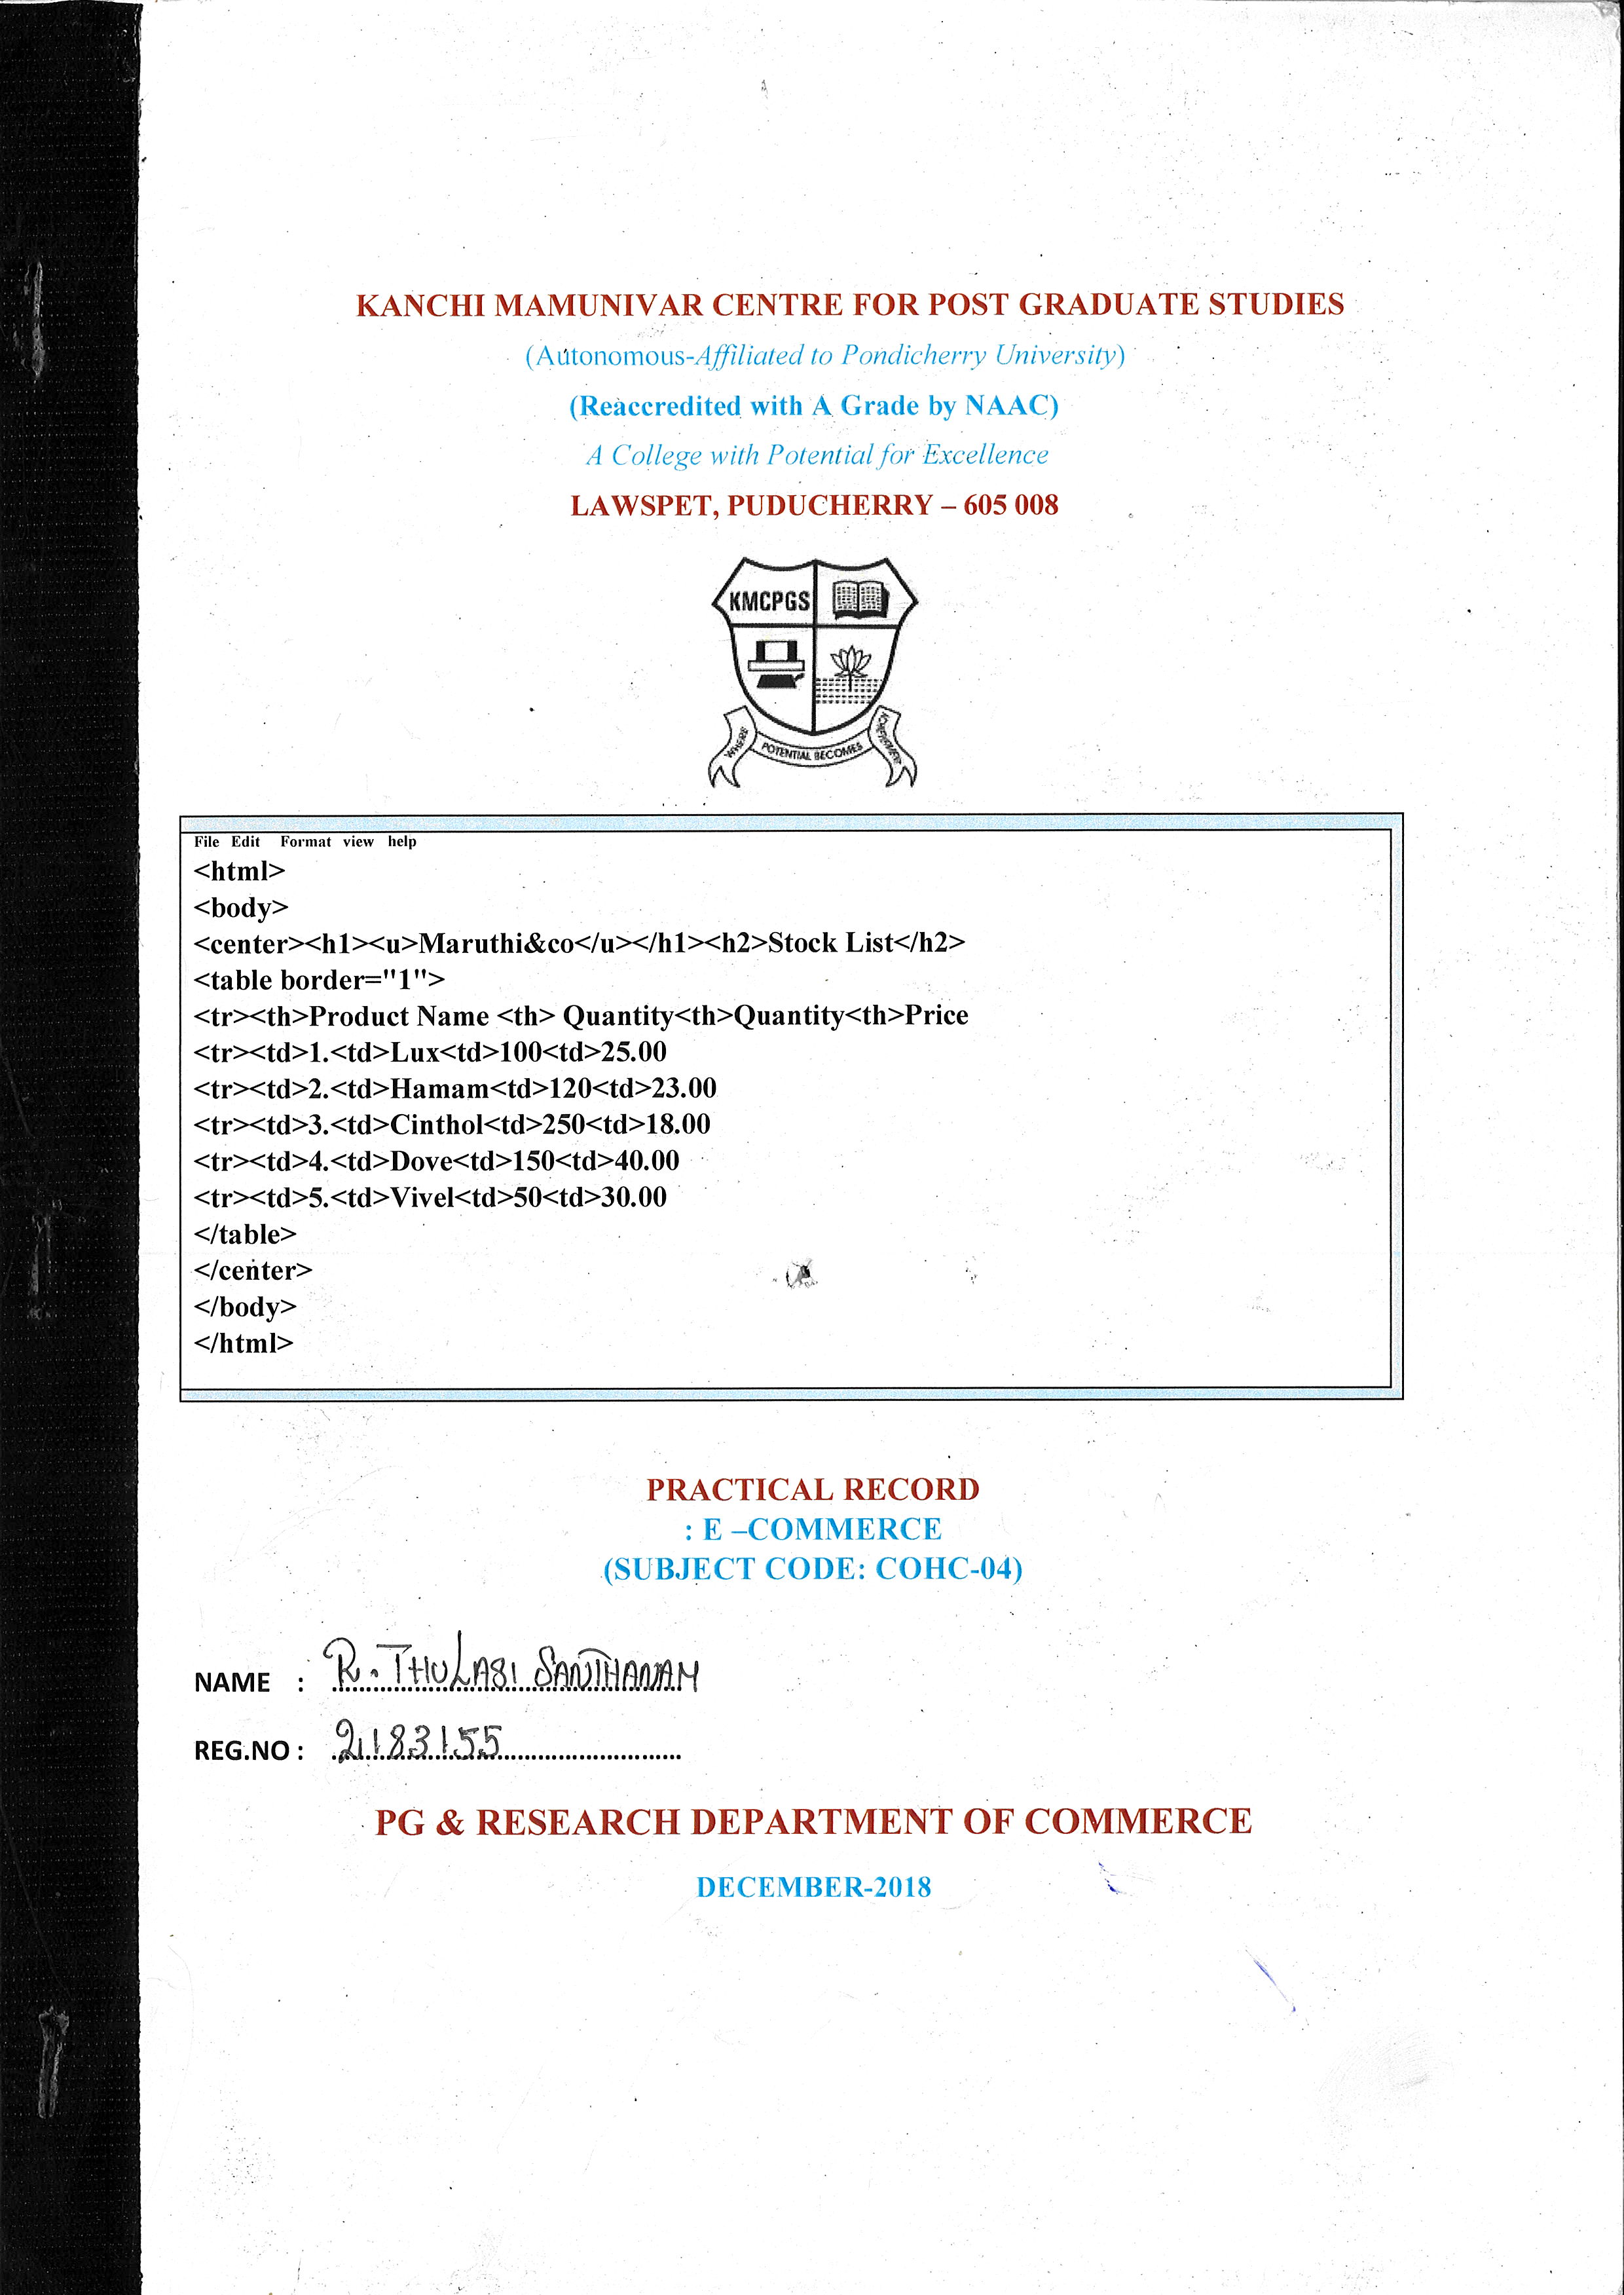 KANCHI MAMUNIVAR CENTRE FOR POST GRADUATE STUDIES
(Autonomous-Affiliated to Pondicherry University)
(Reaccredited with A Grade by NAAC)
A College with Potential for Excellence
LAWSPET, PUDUCHERRY – 605 008
KMCPGS
WHERE POTENTIAL BECOMES ACHIEVEMENT
File Edit Format view help
<html>
<body>
<center><h1><u>Maruthi&co</u></h1><h2>Stock List</h2>
<table border="1">
<tr><th>Product Name <th> Quantity<th>Quantity<th>Price
<tr><td>1.<td>Lux<td>100<td>25.00
<tr><td>2.<td>Hamam<td>120<td>23.00
<tr><td>3.<td>Cinthol<td>250<td>18.00
<tr><td>4.<td>Dove<td>150<td>40.00
<tr><td>5.<td>Vivel<td>50<td>30.00
</table>
</center>
</body>
</html>
PRACTICAL RECORD
: E –COMMERCE
(SUBJECT CODE: COHC-04)
NAME : R. THULASI SANTHANAM
REG.NO : 2183155
PG & RESEARCH DEPARTMENT OF COMMERCE
DECEMBER-2018